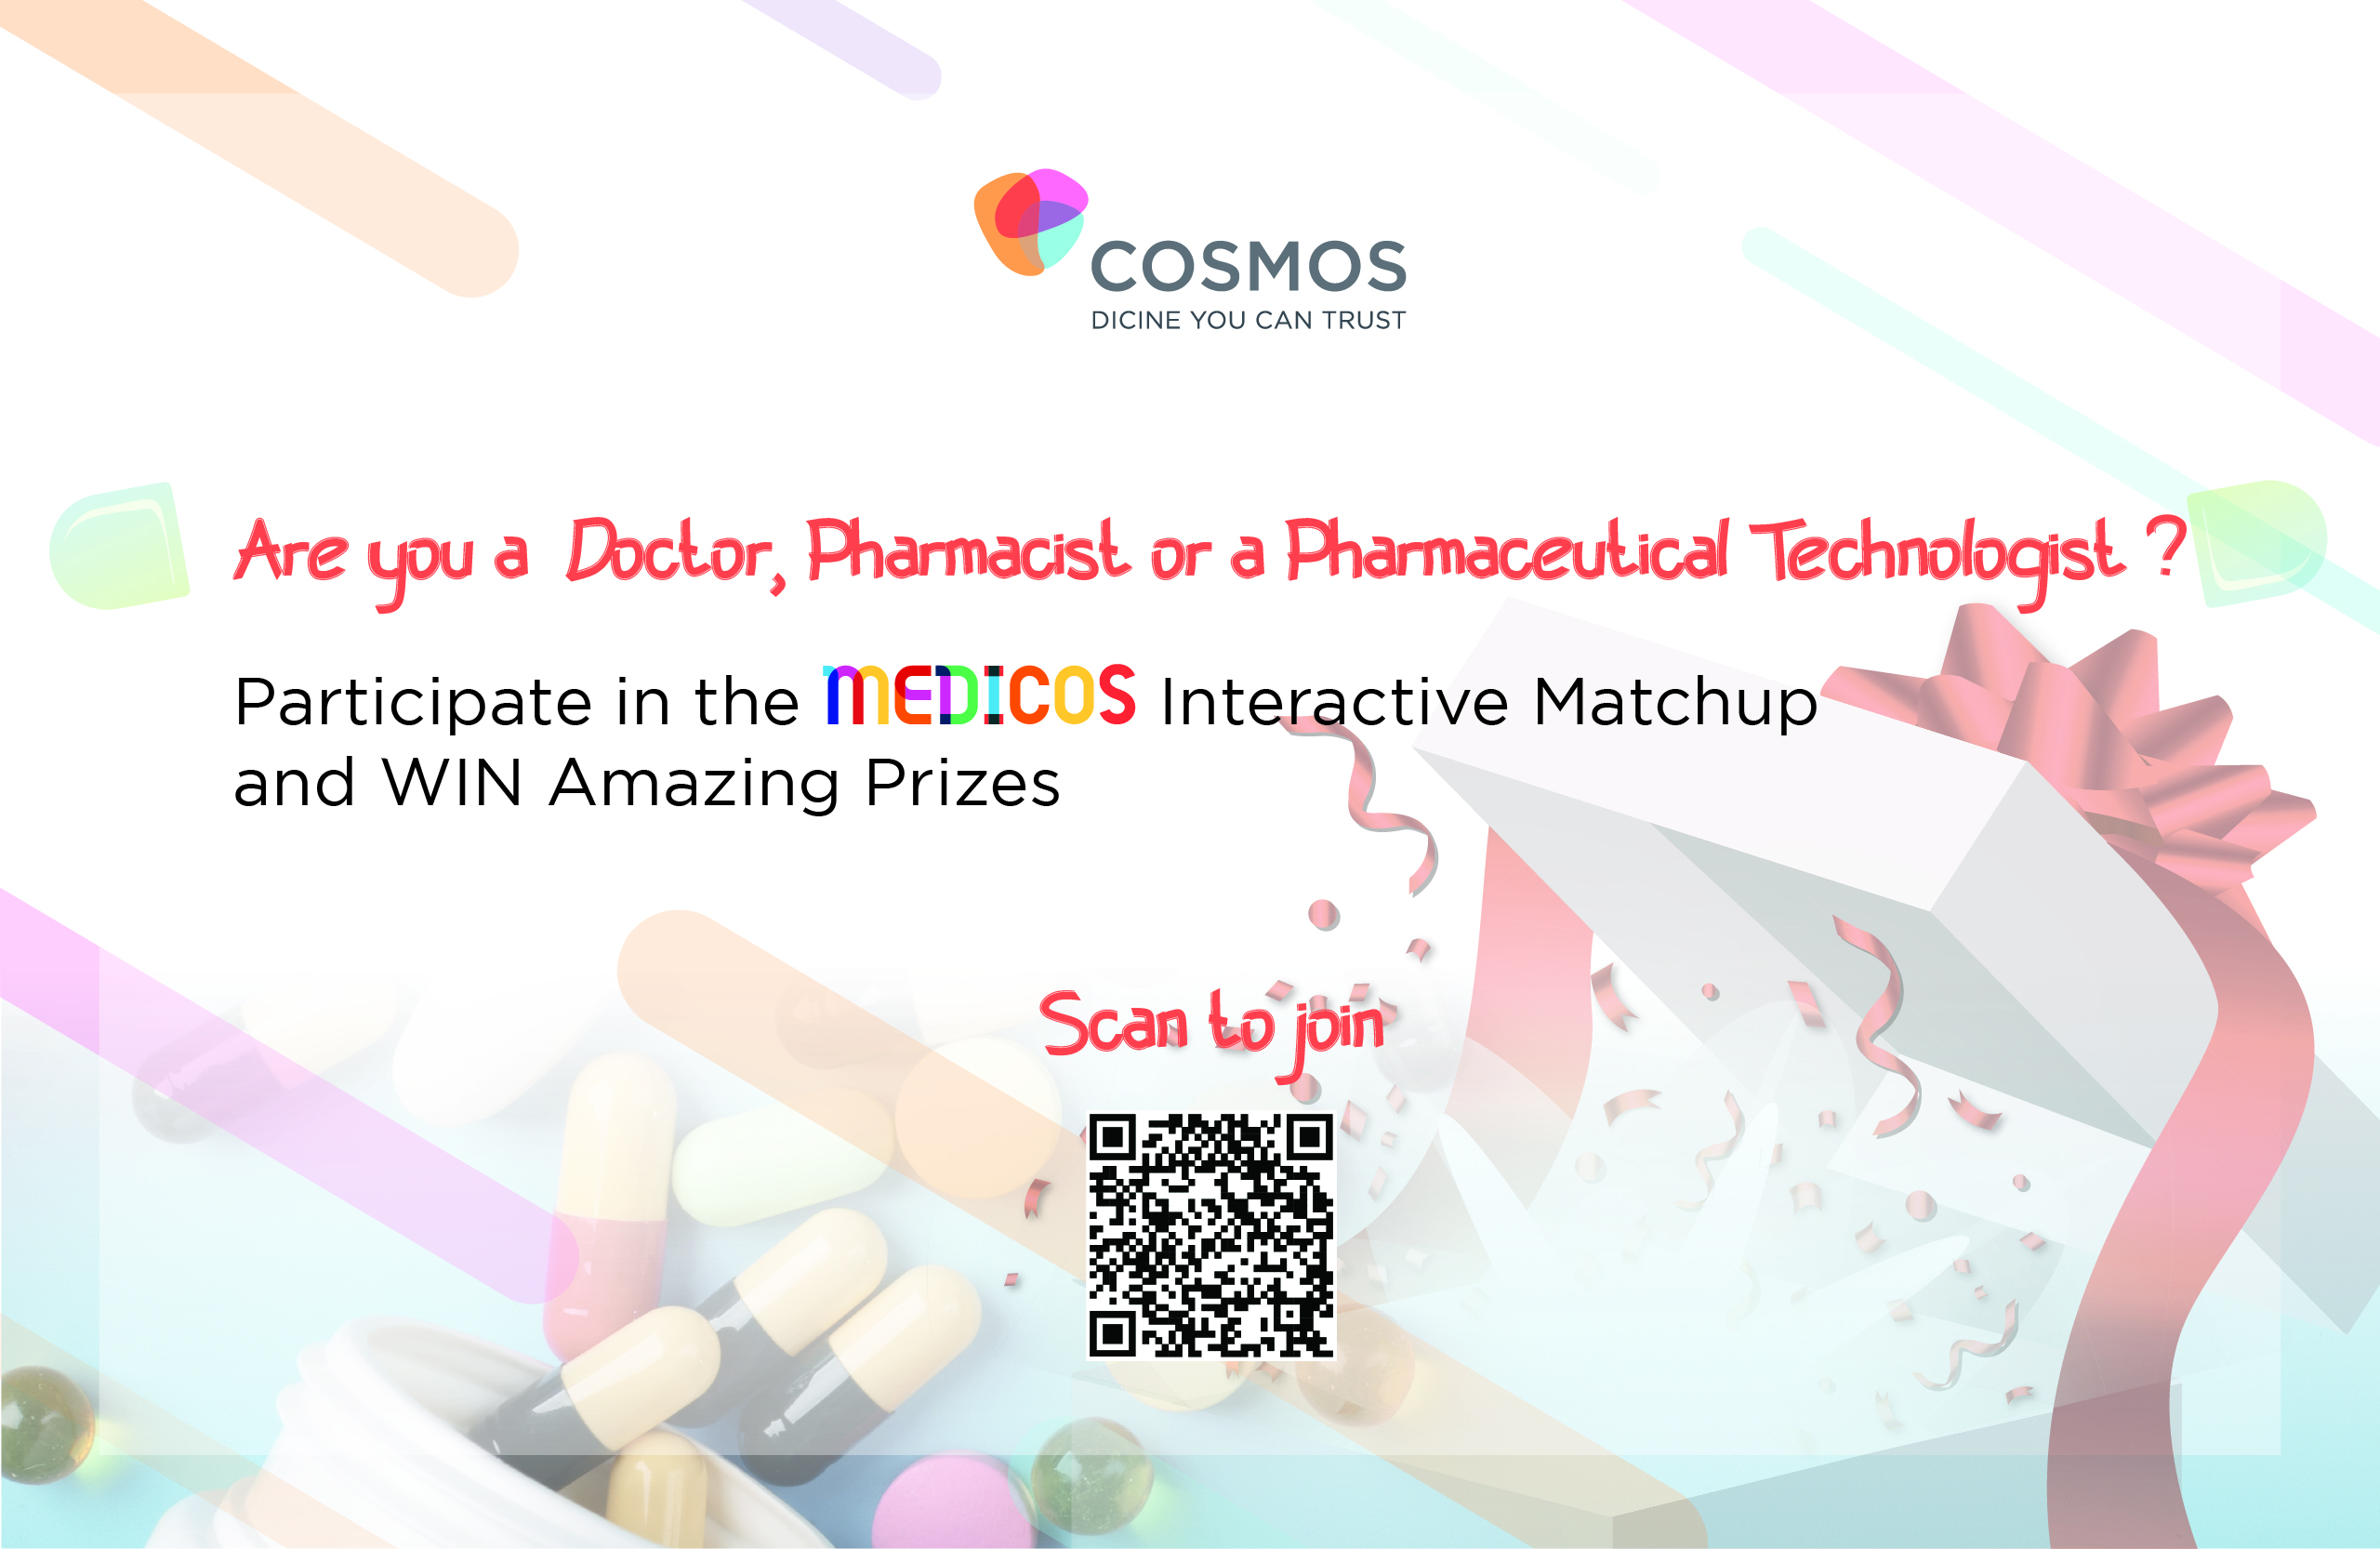 COSMOS
DICINE YOU CAN TRUST
Are you a Doctor, Pharmacist or a Pharmaceutical Technologist ?
Participate in the MEDICOS Interactive Matchup
and WIN Amazing Prizes
Scan to join